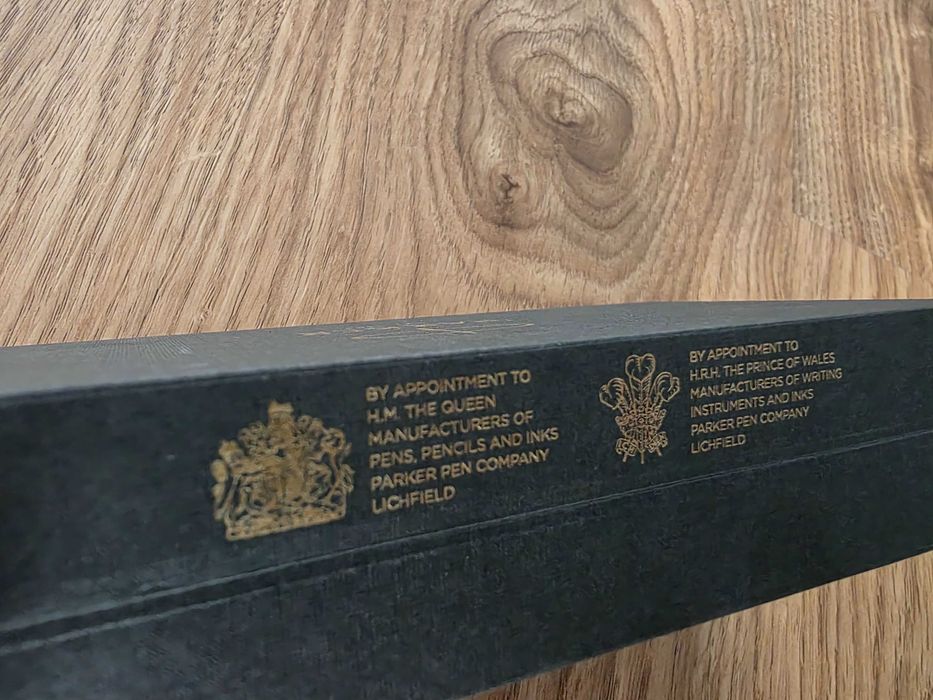 BY APPOINTMENT TO
H.M. THE QUEEN
MANUFACTURERS OF
PENS, PENCILS AND INKS
PARKER PEN COMPANY
LICHFIELD
BY APPOINTMENT TO
H.R.H. THE PRINCE OF WALES
MANUFACTURERS OF WRITING
INSTRUMENTS AND INKS
PARKER PEN COMPANY
LICHFIELD